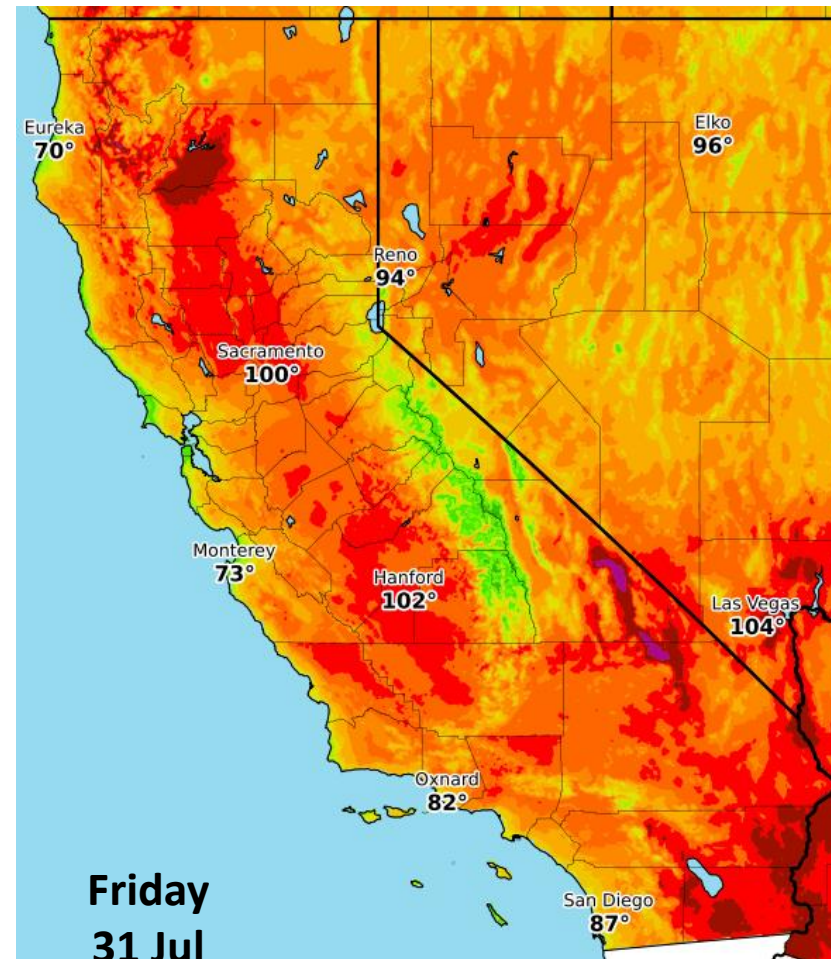 Elko
96°
Eureka
70°
Reno
94°
Sacramento
100°
Monterey
73°
Hanford
102°
Las Vegas
104°
Oxnard
82°
San Diego
87°
Friday
31 Jul